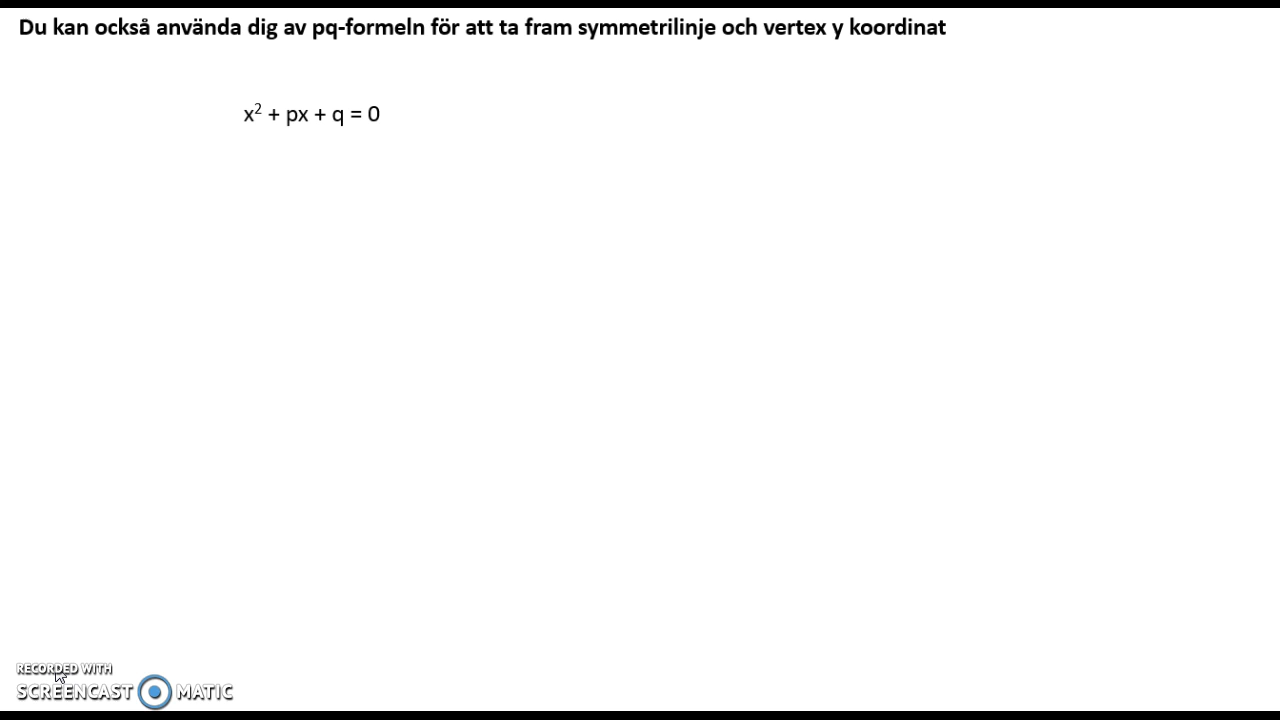 Du kan också använda dig av pq-formeln för att ta fram symmetrilinje och vertex y koordinat
x² + px + q = 0
RECORDED WITH
SCREENCAST MATIC